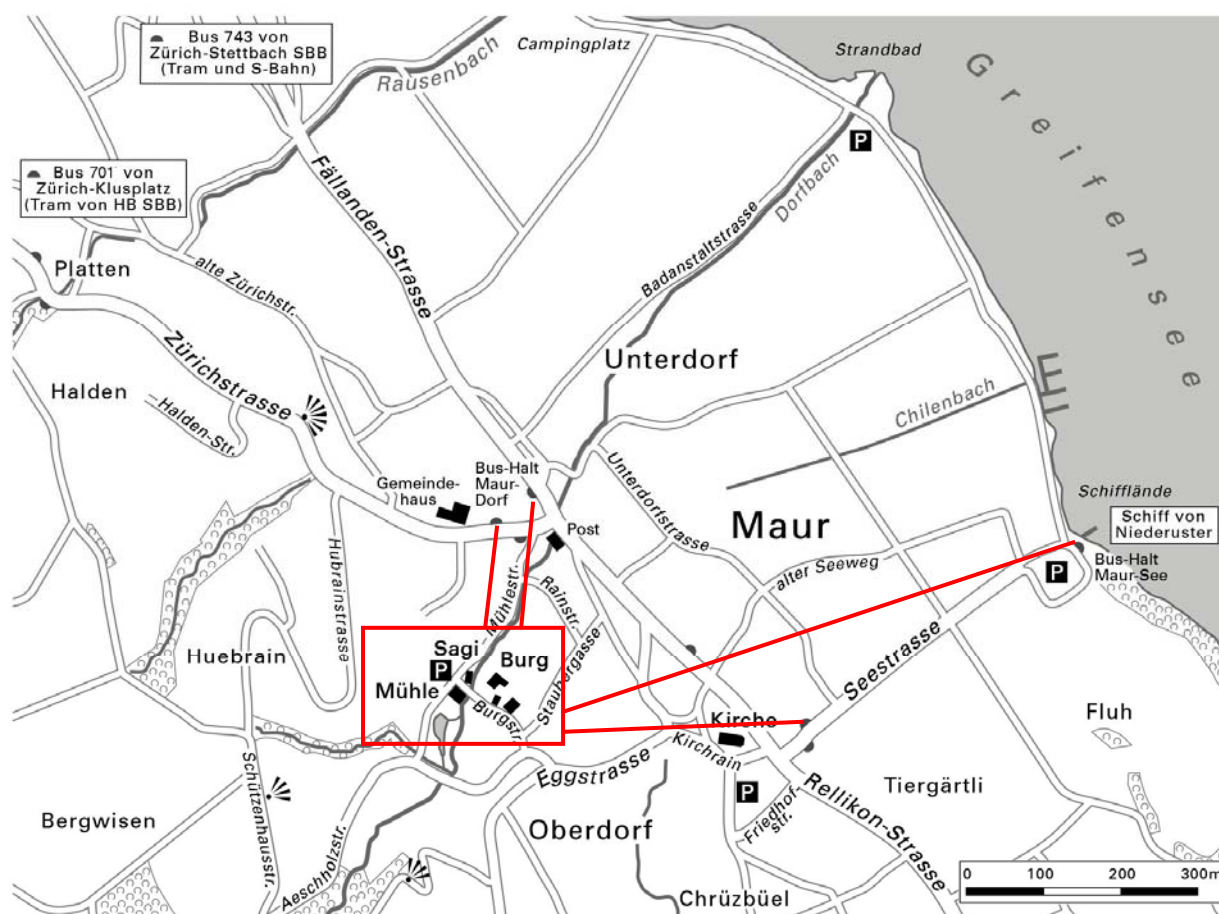 Bus 743 von
Zürich-Stettbach SBB
(Tram und S-Bahn)
Campingplatz
Strandbad
Rausenbach
Greifensee
P
Bus 701 von
Zürich-Klusplatz
(Tram von HB SBB)
Fällanden-Strasse
Dorfbach
Badanstaltstrasse
Platten
alte Zürichstr.
Zürichstrasse
Unterdorf
Halden
Halden-Str.
Chilenbach
Gemeinde-
haus
Bus-Halt
Maur-
Dorf
Unterdorfstrasse
Schifflände
Schiff von
Niederuster
Maur
Post
Bus-Halt
Maur-See
P
alter Seeweg
Hubrainstrasse
Mühlestr.
Rainstr.
Seestrasse
Huebrain
Sagi
P
Burg
Staubergasse
Mühle
Burgstr.
Kirche
Fluh
Kirchrain
Eggstrasse
Schützenhausstr.
Tiergärtli
P
Friedhof-
str.
Rellikon-Strasse
Bergwisen
Oberdorf
Aeschholzstr.
Chrüzbüel
0 100 200 300m